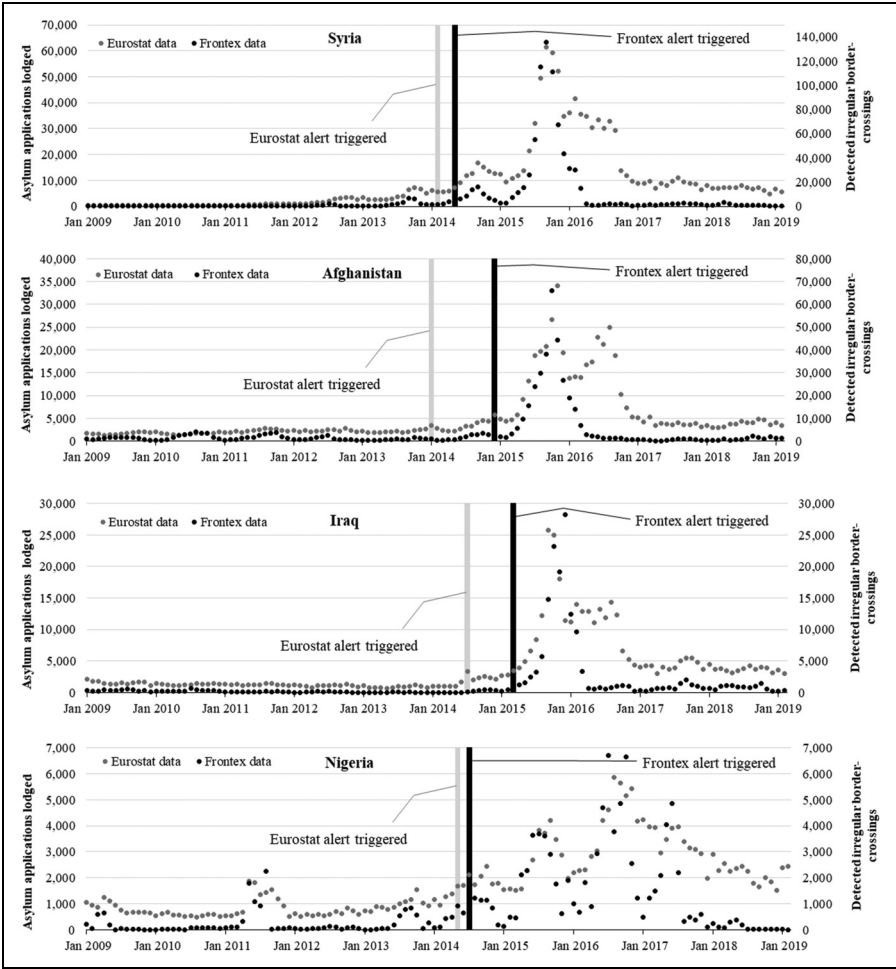 Syria
Eurostat data Frontex data
Frontex alert triggered
Eurostat alert triggered
Asylum applications lodged
Detected irregular border-
crossings
70,000
60,000
50,000
40,000
30,000
20,000
10,000
0
140,000
120,000
100,000
80,000
60,000
40,000
20,000
0
Jan 2009 Jan 2010 Jan 2011 Jan 2012 Jan 2013 Jan 2014 Jan 2015 Jan 2016 Jan 2017 Jan 2018 Jan 2019
Afghanistan
Eurostat data Frontex data
Frontex alert triggered
Eurostat alert triggered
Asylum applications lodged
Detected irregular border-
crossings
40,000
35,000
30,000
25,000
20,000
15,000
10,000
5,000
0
80,000
70,000
60,000
50,000
40,000
30,000
20,000
10,000
0
Jan 2009 Jan 2010 Jan 2011 Jan 2012 Jan 2013 Jan 2014 Jan 2015 Jan 2016 Jan 2017 Jan 2018 Jan 2019
Iraq
Eurostat data Frontex data
Frontex alert triggered
Eurostat alert triggered
Asylum applications lodged
Detected irregular border-
crossings
30,000
25,000
20,000
15,000
10,000
5,000
0
30,000
25,000
20,000
15,000
10,000
5,000
0
Jan 2009 Jan 2010 Jan 2011 Jan 2012 Jan 2013 Jan 2014 Jan 2015 Jan 2016 Jan 2017 Jan 2018 Jan 2019
Nigeria
Eurostat data Frontex data
Frontex alert triggered
Eurostat alert triggered
Asylum applications lodged
Detected irregular border-
crossings
7,000
6,000
5,000
4,000
3,000
2,000
1,000
0
7,000
6,000
5,000
4,000
3,000
2,000
1,000
0
Jan 2009 Jan 2010 Jan 2011 Jan 2012 Jan 2013 Jan 2014 Jan 2015 Jan 2016 Jan 2017 Jan 2018 Jan 2019